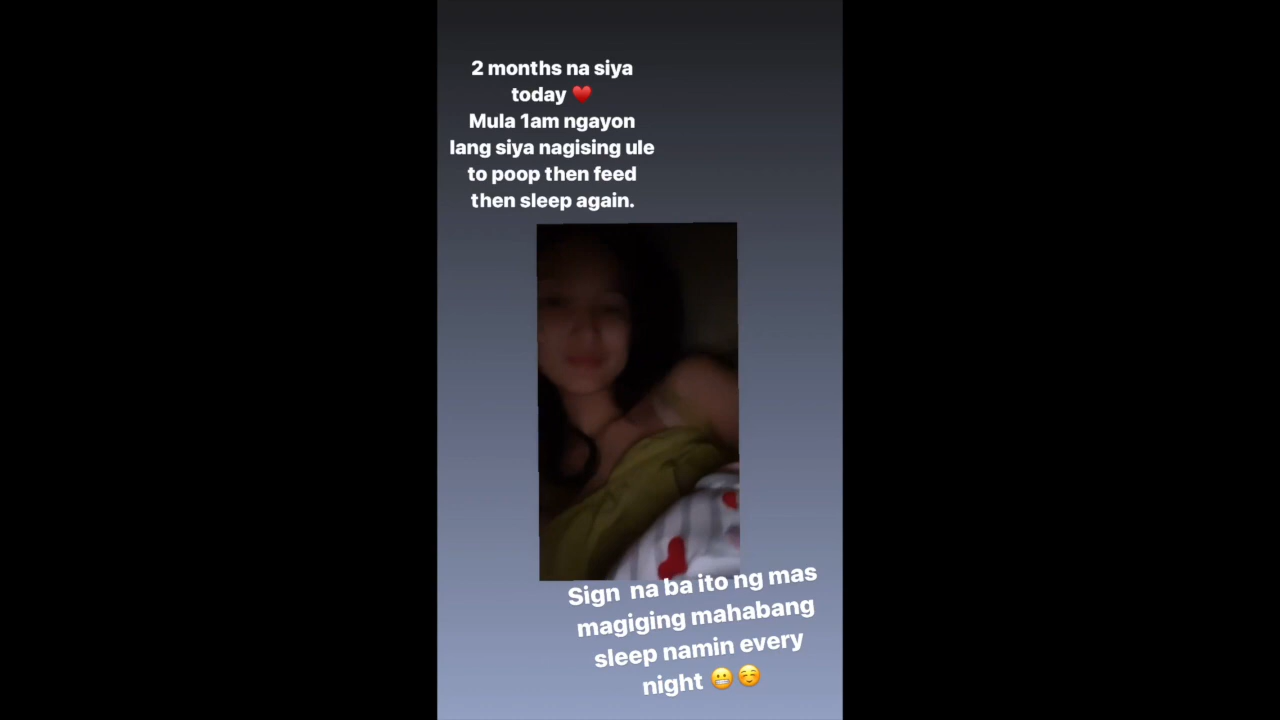 2 months na siya
today ♥️
Mula 1am ngayon
lang siya nagising ule
to poop then feed
then sleep again.
Sign na ba ito ng mas
magiging mahabang
sleep namin every
night 😬☺️